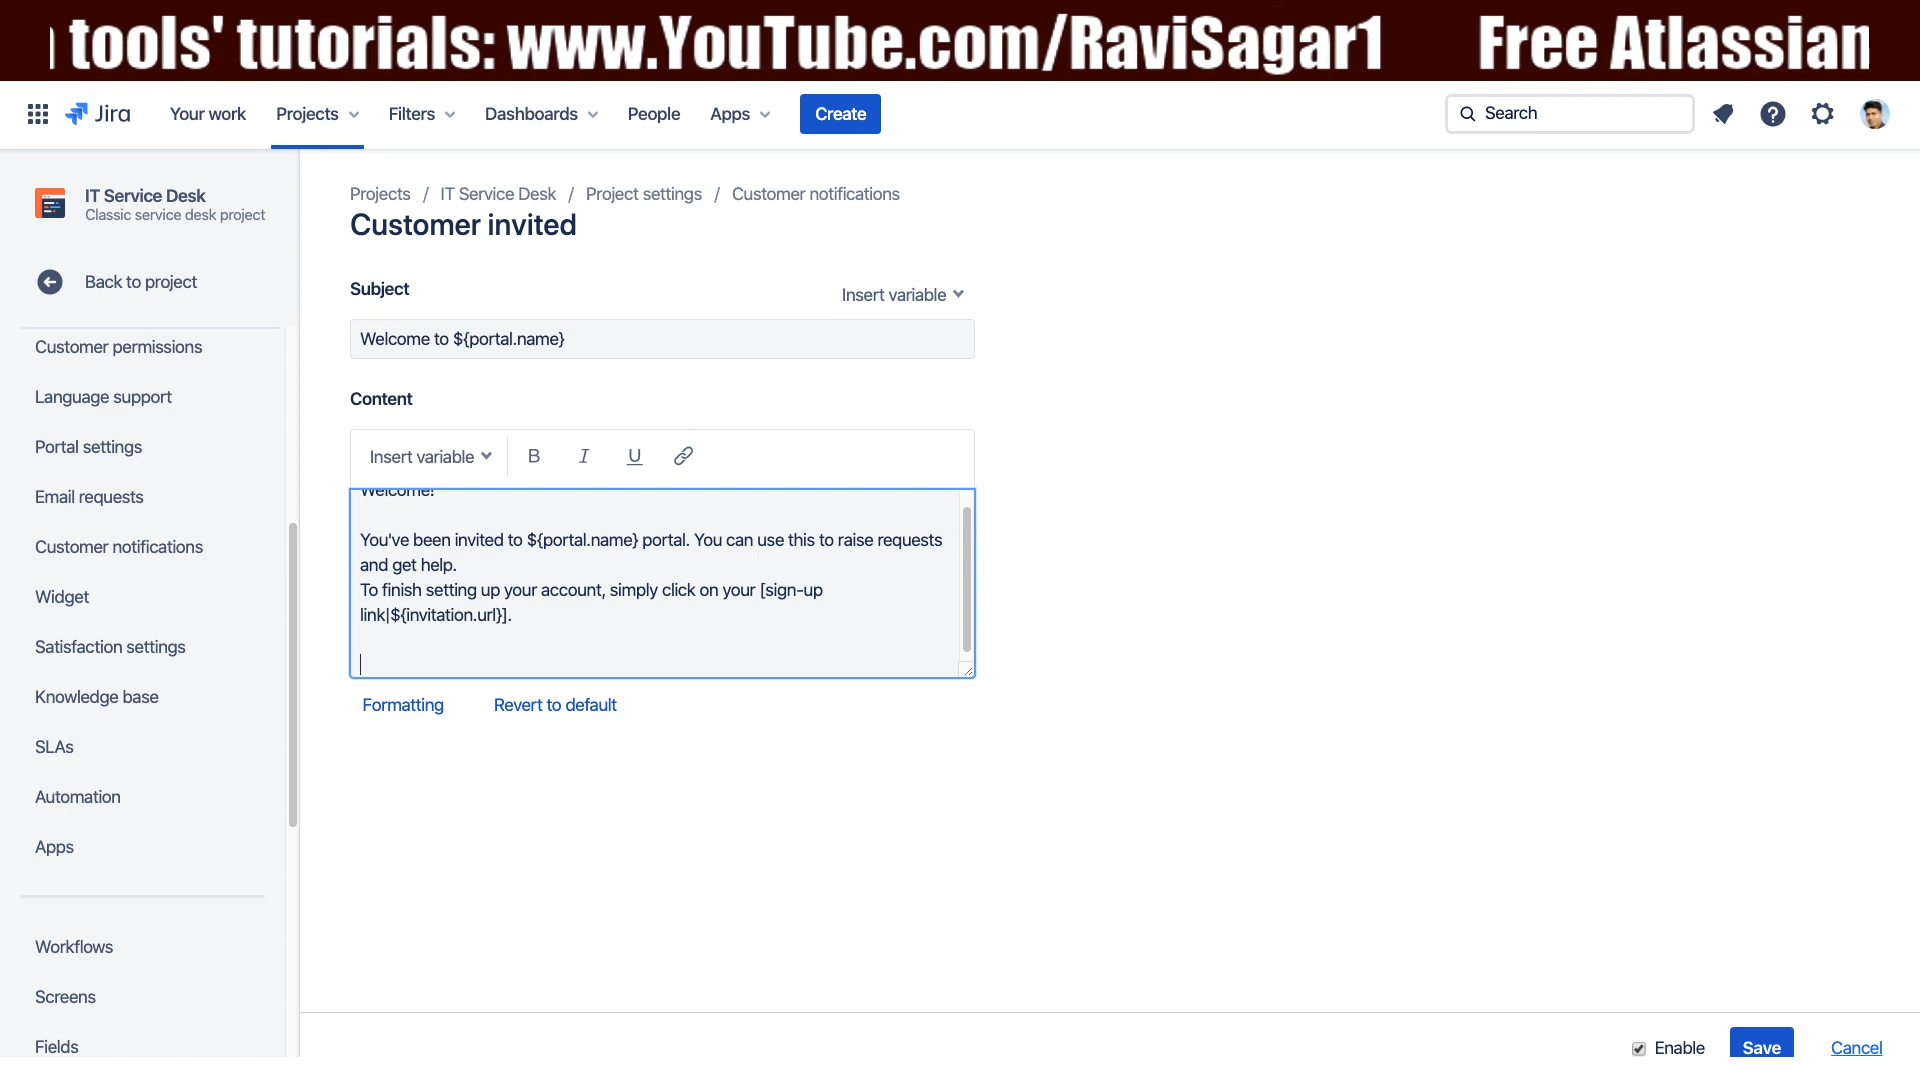 tools' tutorials: www.YouTube.com/RaviSagar1 Free Atlassian
Jira
Your work
Projects
Filters
Dashboards
People
Apps
Create
Search
IT Service Desk
Classic service desk project
Back to project
Customer permissions
Language support
Portal settings
Email requests
Customer notifications
Widget
Satisfaction settings
Knowledge base
SLAs
Automation
Apps
Workflows
Screens
Fields
Projects / IT Service Desk / Project settings / Customer notifications
Customer invited
Subject
Insert variable
Welcome to ${portal.name}
Content
Insert variable B I U
Welcome!
You've been invited to ${portal.name} portal. You can use this to raise requests
and get help.
To finish setting up your account, simply click on your [sign-up
link|${invitation.url}].
Formatting
Revert to default
Enable
Save
Cancel